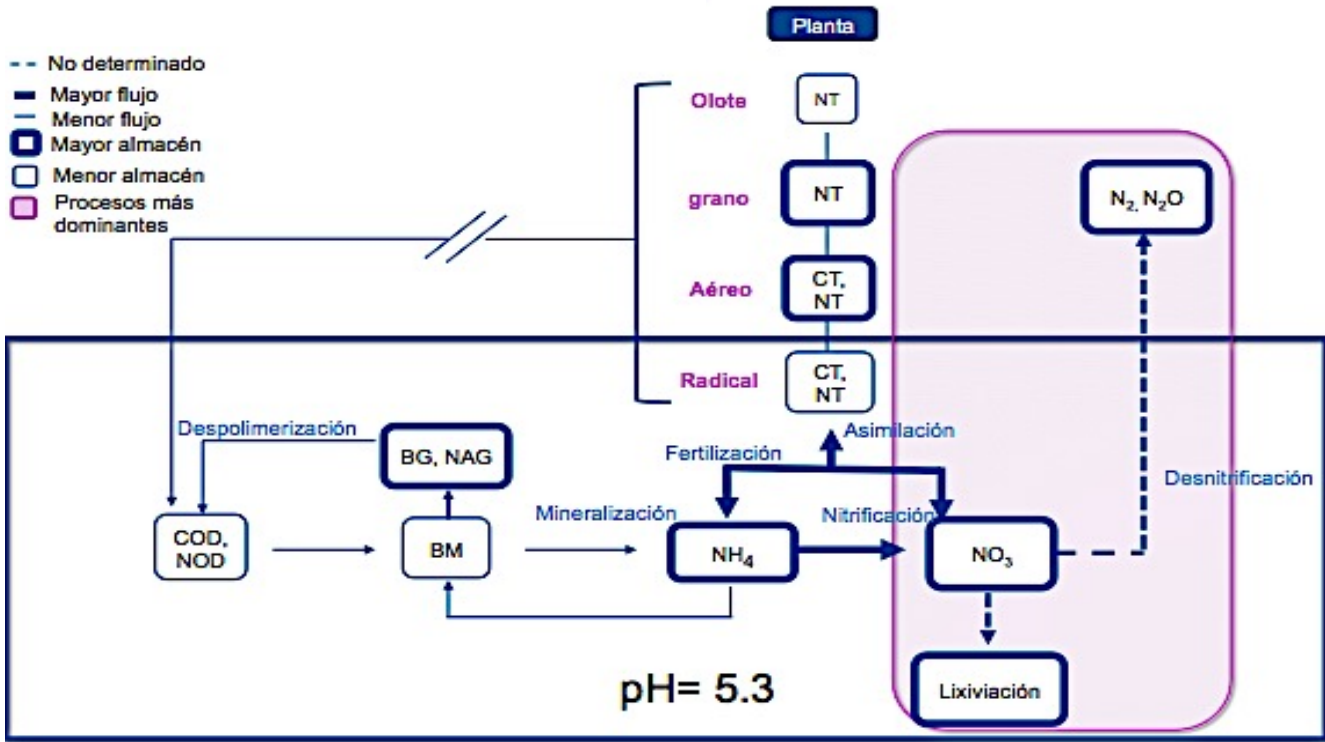 Planta
No determinado
Mayor flujo
Menor flujo
Mayor almacén
Menor almacén
Procesos más
dominantes
Olote
NT
grano
NT
N₂, N₂O
Aéreo
CT,
NT
Radical
CT,
NT
Despolimerización
BG, NAG
Fertilización
Asimilación
Desnitrificación
COD,
NOD
BM
Mineralización
NH₄
Nitrificación
NO₃
Lixiviación
pH= 5.3